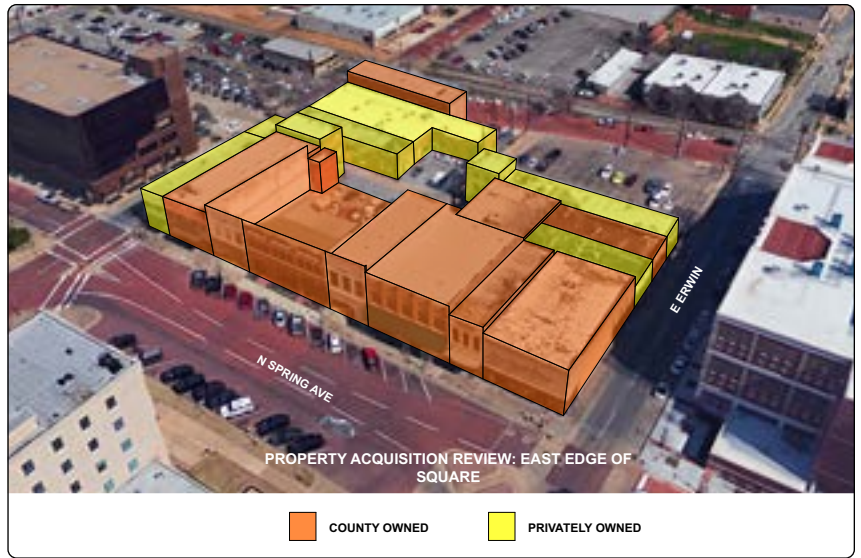 E ERWIN
N SPRING AVE
PROPERTY ACQUISITION REVIEW: EAST EDGE OF
SQUARE
COUNTY OWNED
PRIVATELY OWNED